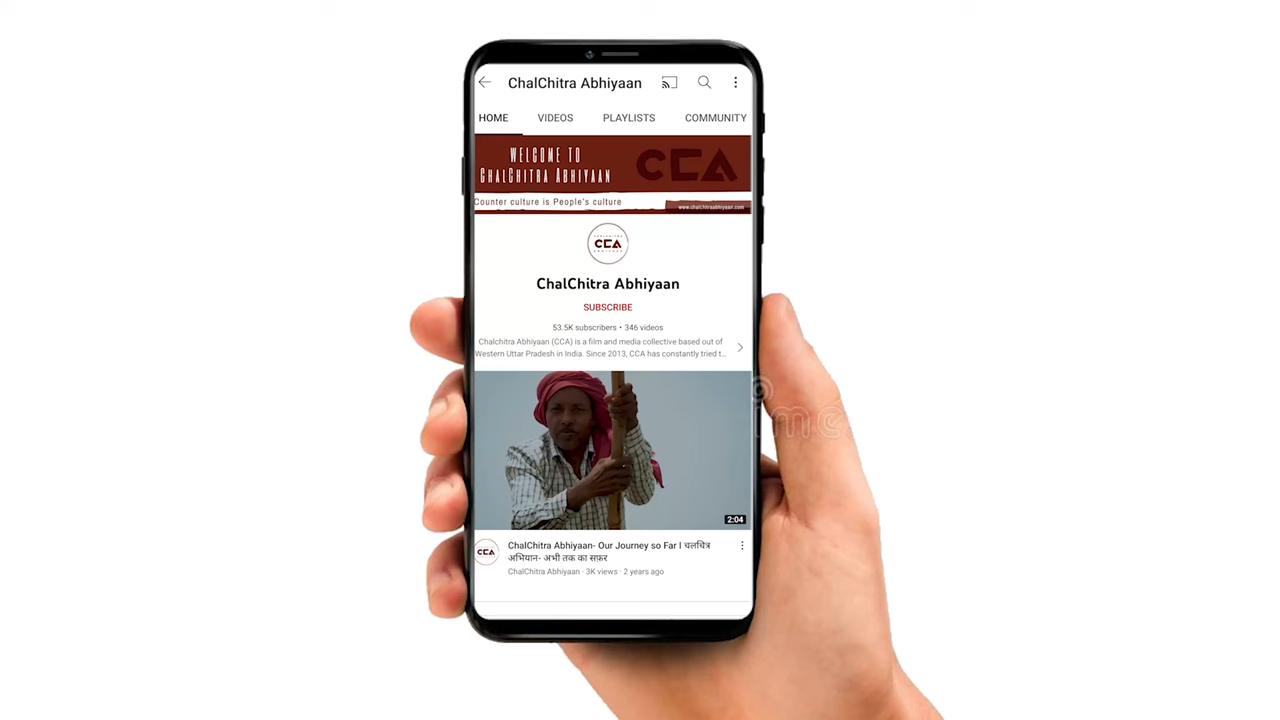 ChalChitra Abhiyaan
HOME VIDEOS PLAYLISTS COMMUNITY
WELCOME TO
CHALCHITRA ABHIYAAN
CCA
Counter culture is People's culture
www.chalchitraabhiyaan.com
CCA
ChalChitra Abhiyaan
SUBSCRIBE
53.5K subscribers • 346 videos
Chalchitra Abhiyaan (CCA) is a film and media collective based out of
Western Uttar Pradesh in India. Since 2013, CCA has constantly tried t...
2:04
CCA
ChalChitra Abhiyaan- Our Journey so Far l चलचित्र
अभियान- अभी तक का सफ़र
ChalChitra Abhiyaan · 3K views · 2 years ago